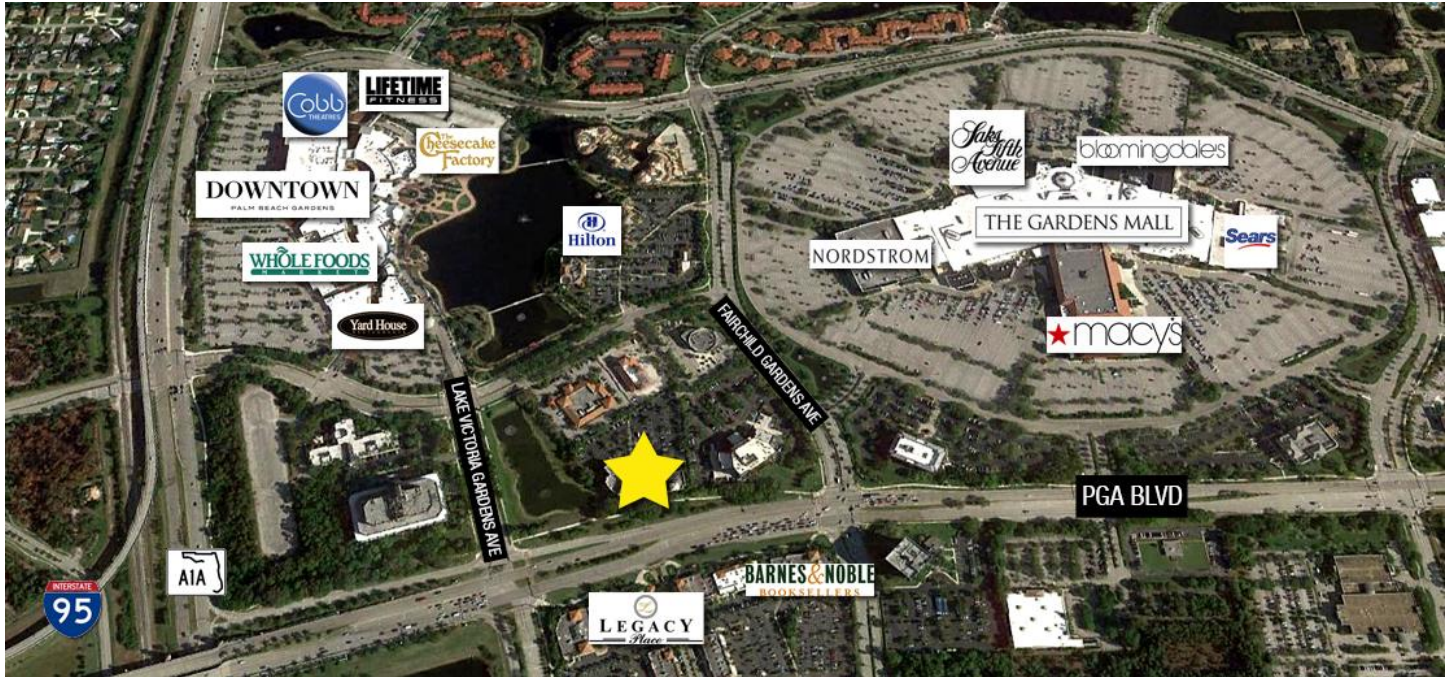 Cobb
THEATRES
LIFETIME
FITNESS
The
Cheesecake
Factory
DOWNTOWN
PALM BEACH GARDENS
Hilton
WHOLE FOODS
MARKET
Yard House
Saks
Fifth
Avenue
bloomingdale's
THE GARDENS MALL
NORDSTROM
Sears
macy's
FAIRCHILD GARDENS AVE
LAKE VICTORIA GARDENS AVE
PGA BLVD
A1A
INTERSTATE
95
BARNES&NOBLE
BOOKSELLERS
LEGACY
Place